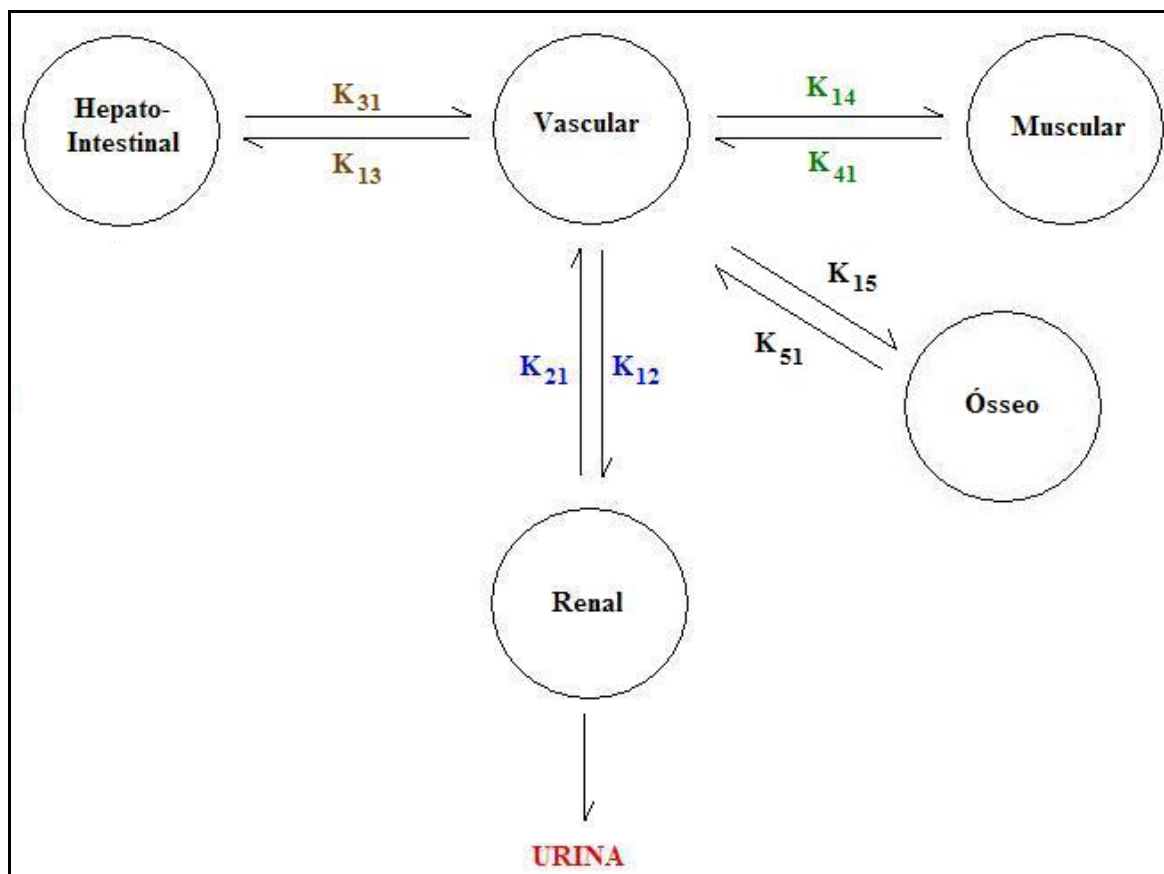 Hepato-
Intestinal
K31
K13
Vascular
K14
K41
Muscular
K15
K51
Ósseo
K21
K12
Renal
URINA